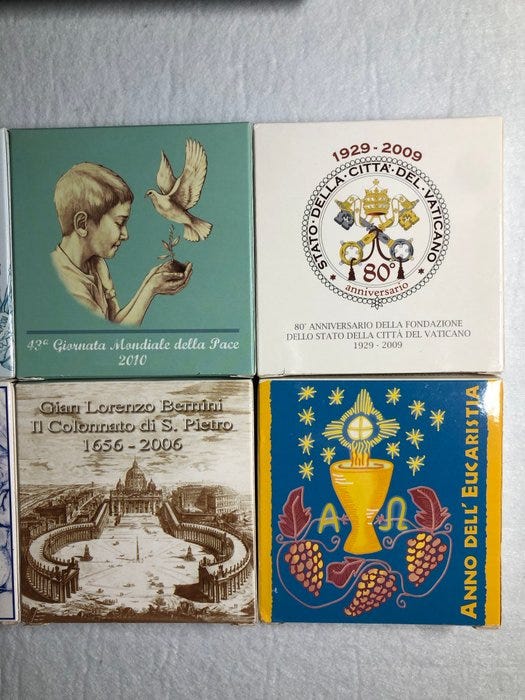 43ª Giornata Mondiale della Pace
2010
1929 - 2009
STATO · DELLA · CITTA' · DEL · VATICANO
80°
anniversario
80° ANNIVERSARIO DELLA FONDAZIONE
DELLO STATO DELLA CITTÀ DEL VATICANO
1929 - 2009
Gian Lorenzo Bernini
Il Colonnato di S. Pietro
1656 - 2006
Α Ω
ANNO DELL'EUCARISTIA